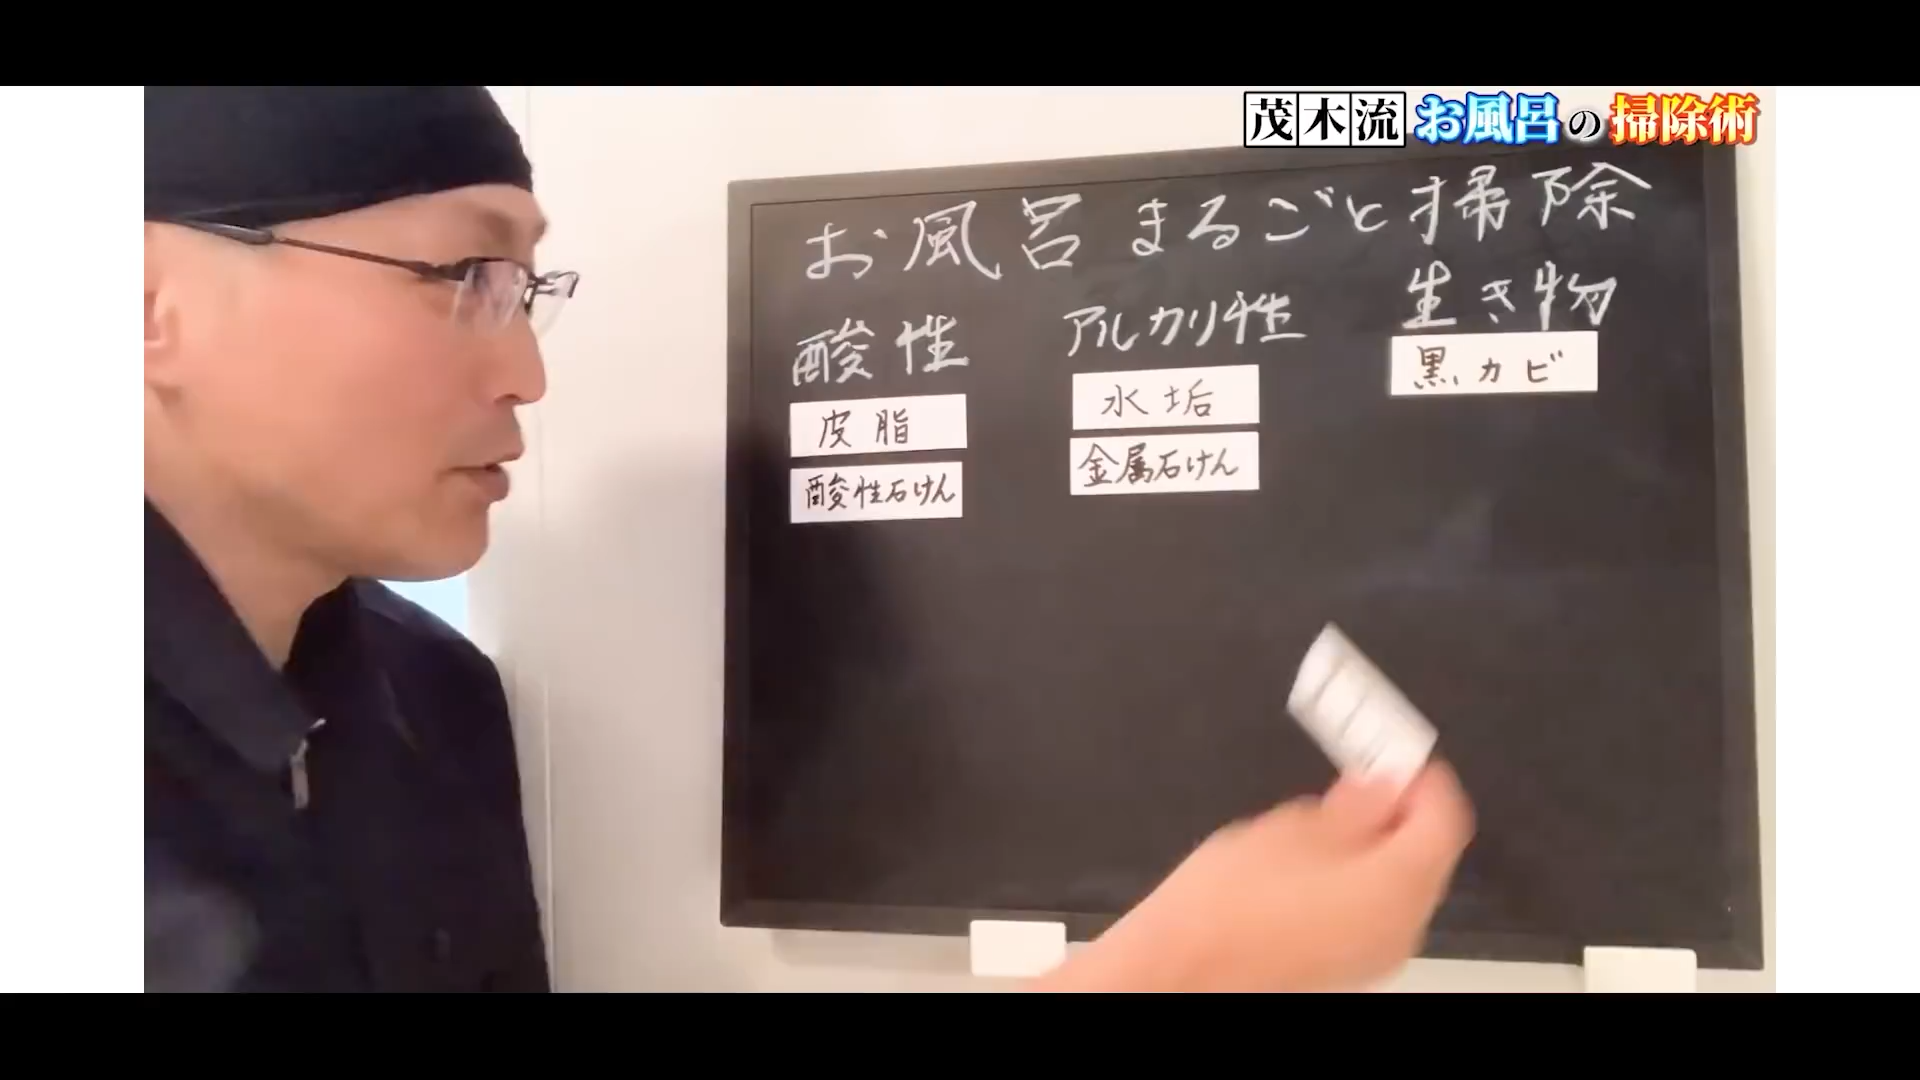 茂木流お風呂の掃除術
お風呂まるごと掃除
酸性
皮脂
酸性石けん
アルカリ性
水垢
金属石けん
生き物
黒カビ